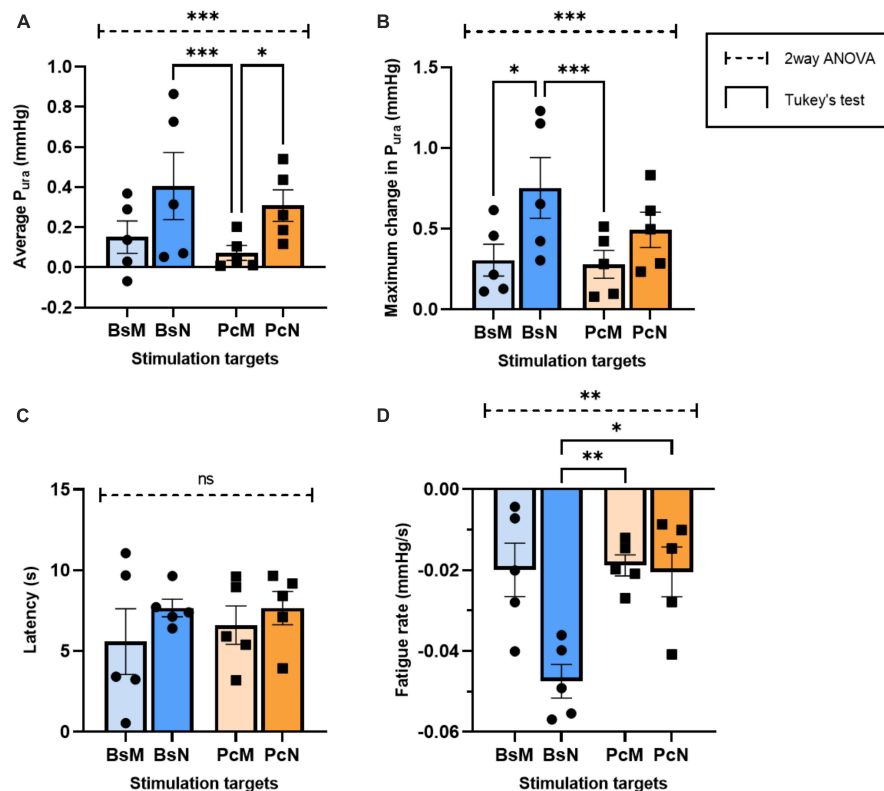 A
***
***
*
Average Pura (mmHg)
1.0
0.8
0.6
0.4
0.2
0.0
-0.2
BsM BsN PcM PcN
Stimulation targets
B
***
*
***
Maximum change in Pura (mmHg)
1.5
1.0
0.5
0.0
BsM BsN PcM PcN
Stimulation targets
2way ANOVA
Tukey's test
C
ns
Latency (s)
15
10
5
0
BsM BsN PcM PcN
Stimulation targets
D
**
*
**
Fatigue rate (mmHg/s)
0.00
-0.02
-0.04
-0.06
BsM BsN PcM PcN
Stimulation targets